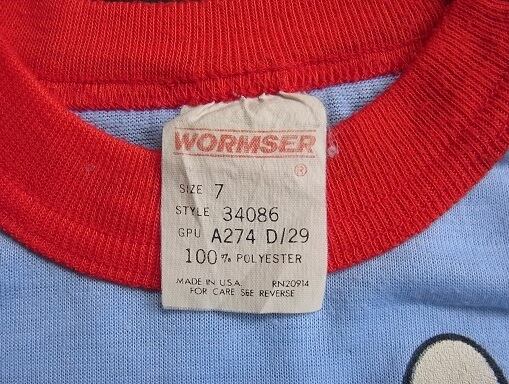 WORMSER
®
SIZE 7
STYLE 34086
GPU A274 D/29
100% POLYESTER
MADE IN U.S.A. RN20914
FOR CARE SEE REVERSE